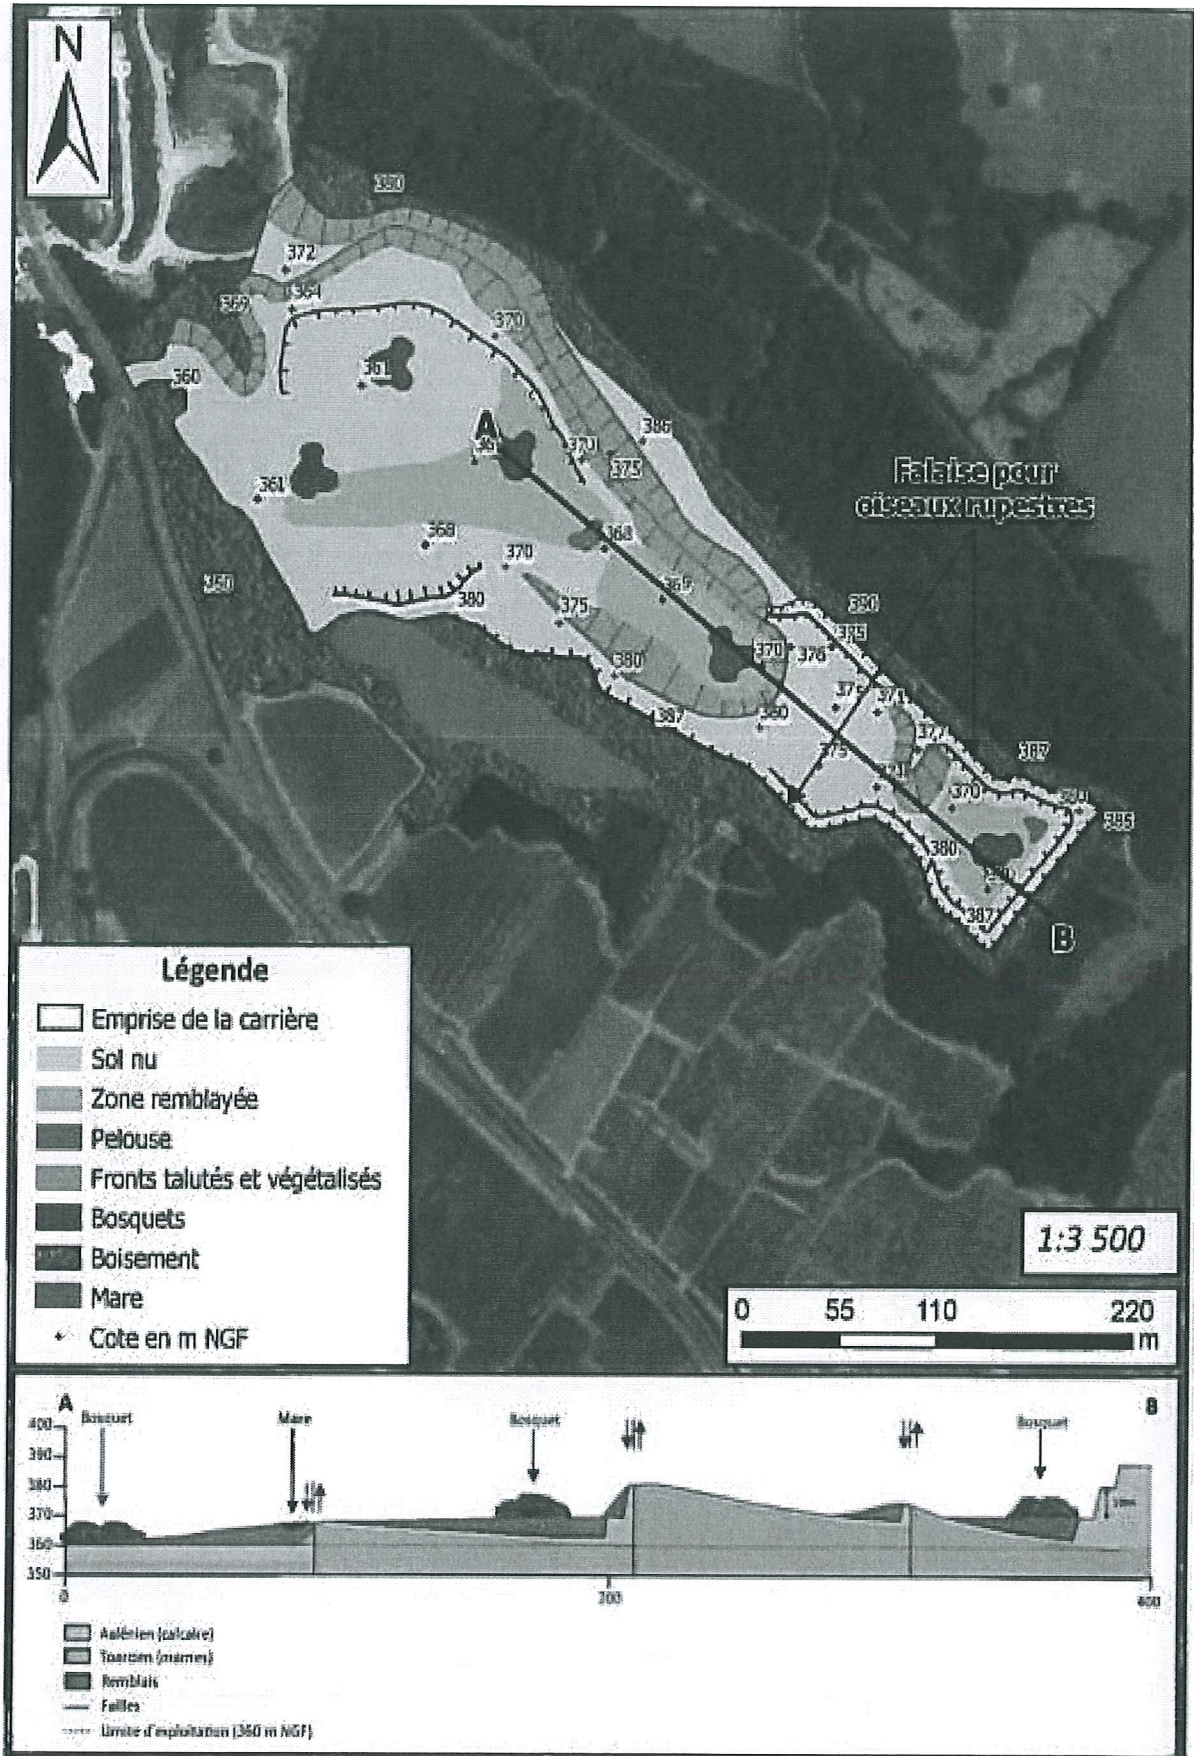 N
390
372
364
369
370
360
361
A
386
370
375
Falaise pour
oiseaux rupestres
361
368
368
370
350
380
375
369
390
375
370
376
380
387
380
371
377
375
371
389
370
380
385
380
387
B
Légende
Emprise de la carrière
Sol nu
Zone remblayée
Pelouse
Fronts talutés et végétalisés
Bosquets
Boisement
Mare
Cote en m NGF
1:3 500
0 55 110 220
m
A
B
Bosquet
Mare
Bosquet
Bosquet
400
390
380
370
360
350
0
200
400
Aalénien (calcaire)
Toarcien (marnes)
Remblais
Failles
Limite d'exploitation (360 m NGF)